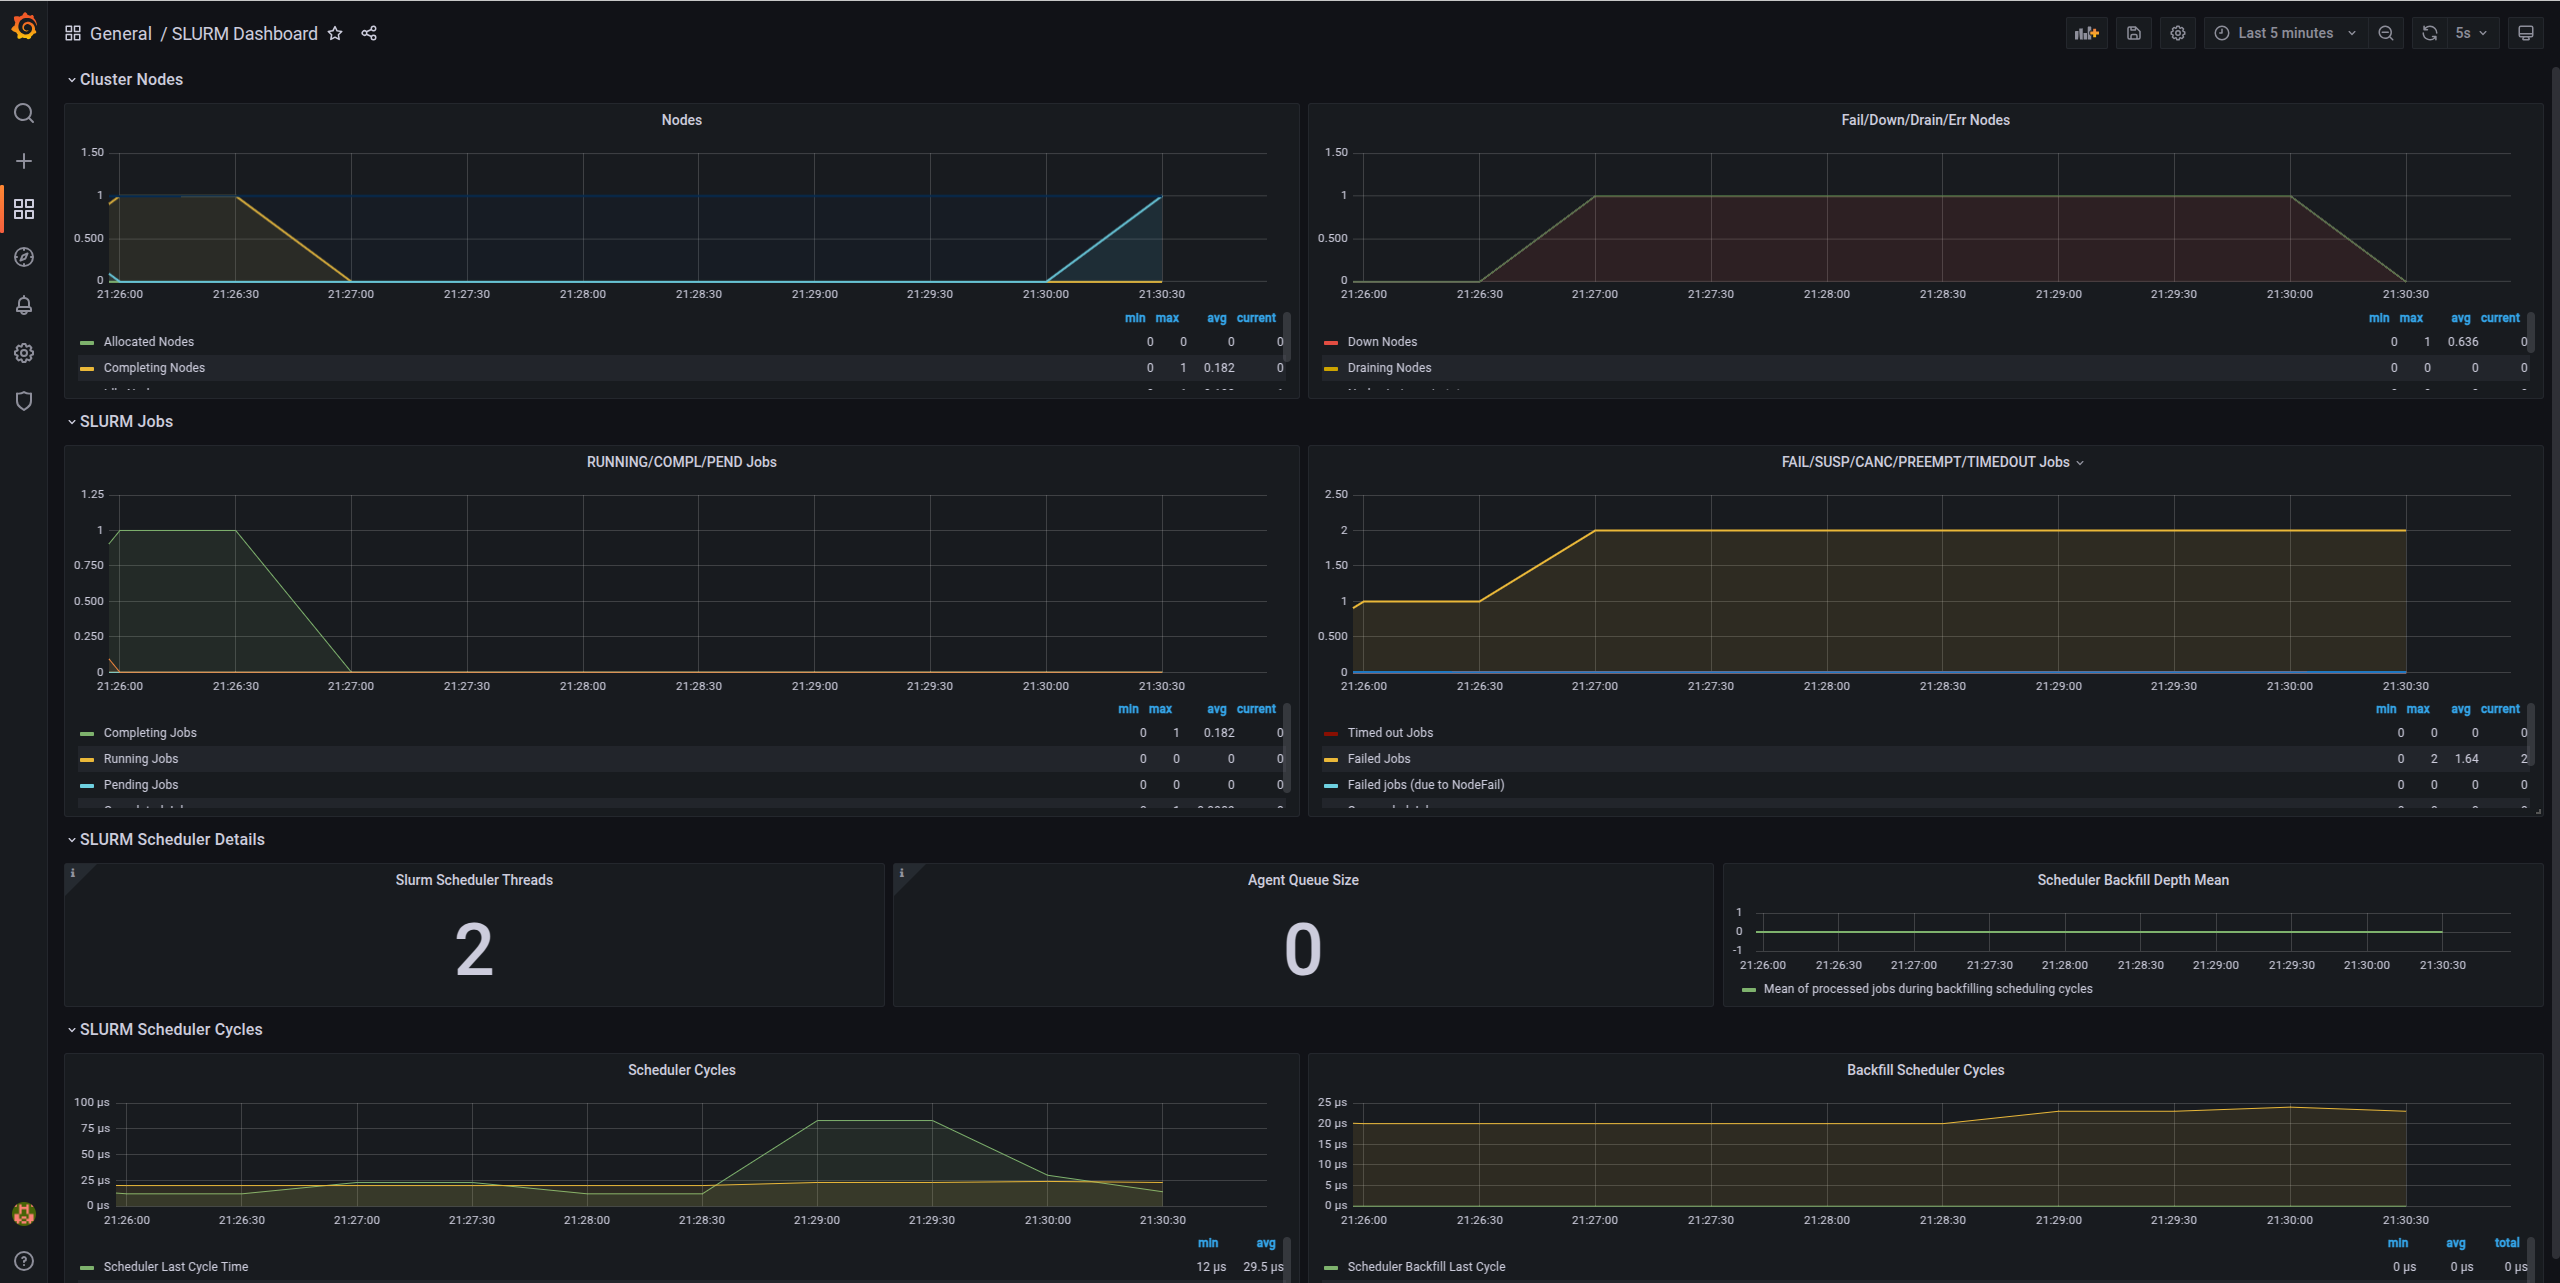 General / SLURM Dashboard
Last 5 minutes
5s
Cluster Nodes
Nodes
1.50
1
0.500
0
21:26:00 21:26:30 21:27:00 21:27:30 21:28:00 21:28:30 21:29:00 21:29:30 21:30:00 21:30:30
min max avg current
Allocated Nodes 0 0 0 0
Completing Nodes 0 1 0.182 0
Fail/Down/Drain/Err Nodes
1.50
1
0.500
0
21:26:00 21:26:30 21:27:00 21:27:30 21:28:00 21:28:30 21:29:00 21:29:30 21:30:00 21:30:30
min max avg current
Down Nodes 0 1 0.636 0
Draining Nodes 0 0 0 0
SLURM Jobs
RUNNING/COMPL/PEND Jobs
1.25
1
0.750
0.500
0.250
0
21:26:00 21:26:30 21:27:00 21:27:30 21:28:00 21:28:30 21:29:00 21:29:30 21:30:00 21:30:30
min max avg current
Completing Jobs 0 1 0.182 0
Running Jobs 0 0 0 0
Pending Jobs 0 0 0 0
FAIL/SUSP/CANC/PREEMPT/TIMEDOUT Jobs
2.50
2
1.50
1
0.500
0
21:26:00 21:26:30 21:27:00 21:27:30 21:28:00 21:28:30 21:29:00 21:29:30 21:30:00 21:30:30
min max avg current
Timed out Jobs 0 0 0 0
Failed Jobs 0 2 1.64 2
Failed jobs (due to NodeFail) 0 0 0 0
SLURM Scheduler Details
Slurm Scheduler Threads
2
Agent Queue Size
0
Scheduler Backfill Depth Mean
1
0
-1
21:26:00 21:26:30 21:27:00 21:27:30 21:28:00 21:28:30 21:29:00 21:29:30 21:30:00 21:30:30
Mean of processed jobs during backfilling scheduling cycles
SLURM Scheduler Cycles
Scheduler Cycles
100 µs
75 µs
50 µs
25 µs
0 µs
21:26:00 21:26:30 21:27:00 21:27:30 21:28:00 21:28:30 21:29:00 21:29:30 21:30:00 21:30:30
min avg
Scheduler Last Cycle Time 12 µs 29.5 µs
Backfill Scheduler Cycles
25 µs
20 µs
15 µs
10 µs
5 µs
0 µs
21:26:00 21:26:30 21:27:00 21:27:30 21:28:00 21:28:30 21:29:00 21:29:30 21:30:00 21:30:30
min avg total
Scheduler Backfill Last Cycle 0 µs 0 µs 0 µs